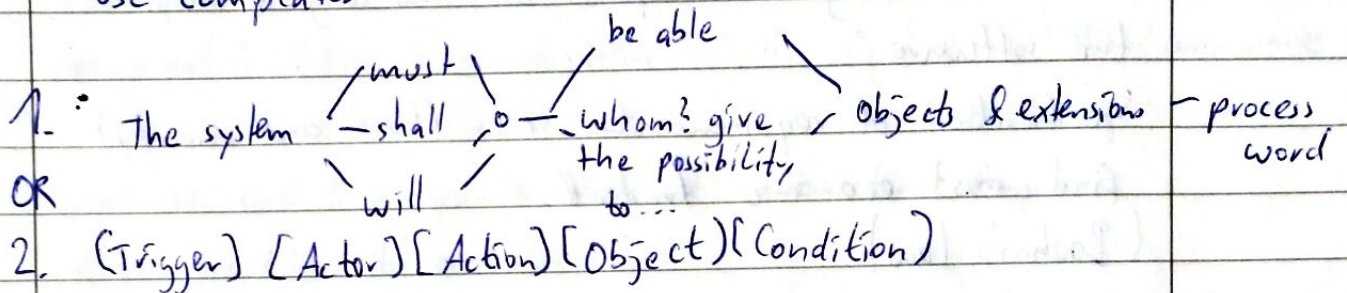 be able
must
1. The system shall o whom? give Objects & extensions process
the possibility word
OR will to...
2. (Trigger) [Actor] [Action] [Object] (Condition)